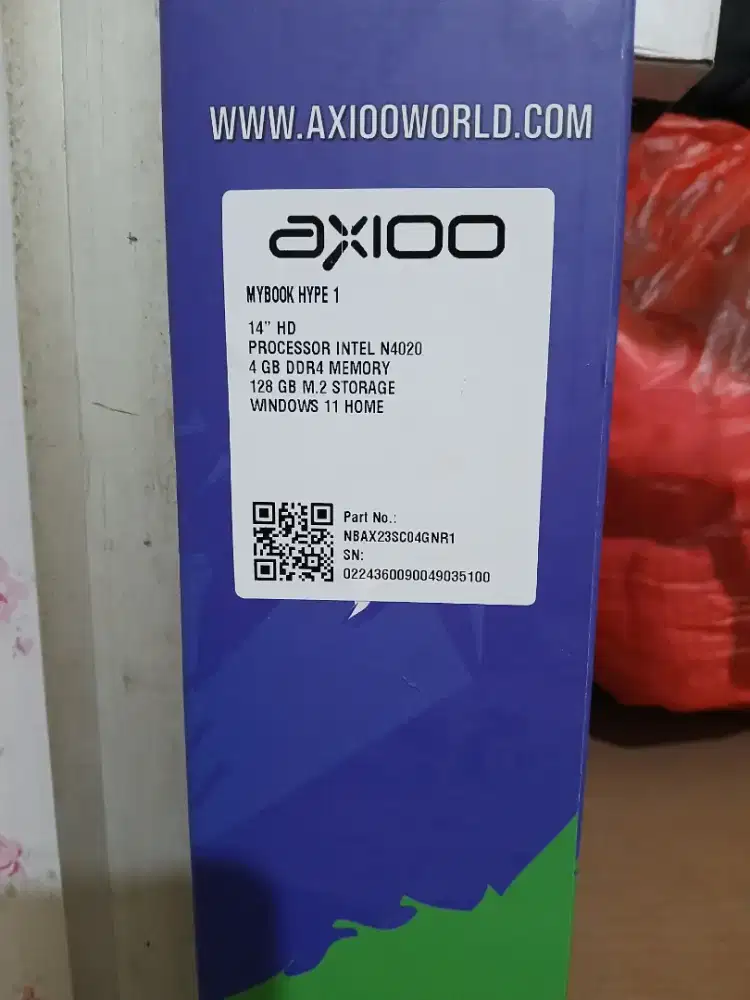 WWW.AXIOOWORLD.COM
axioo
MYBOOK HYPE 1
14" HD
PROCESSOR INTEL N4020
4 GB DDR4 MEMORY
128 GB M.2 STORAGE
WINDOWS 11 HOME
Part No.:
NBAX23SC04GNR1
SN:
0224360090049035100